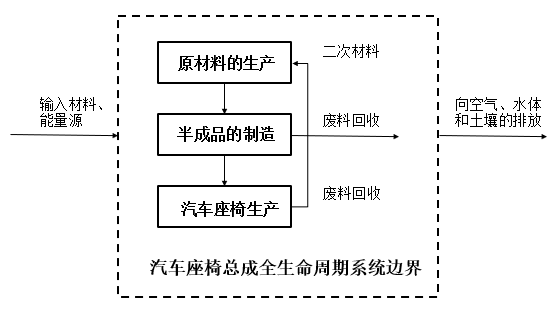 原材料的生产
二次材料
输入材料、
能量源
半成品的制造
废料回收
向空气、水体
和土壤的排放
汽车座椅生产
废料回收
汽车座椅总成全生命周期系统边界